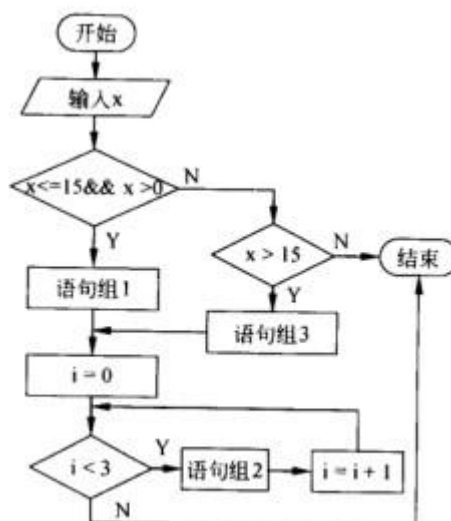 开始
输入x
x<=15&& x >0
N
Y
x > 15
N
结束
Y
语句组1
语句组3
i = 0
i < 3
Y
语句组2
i = i + 1
N